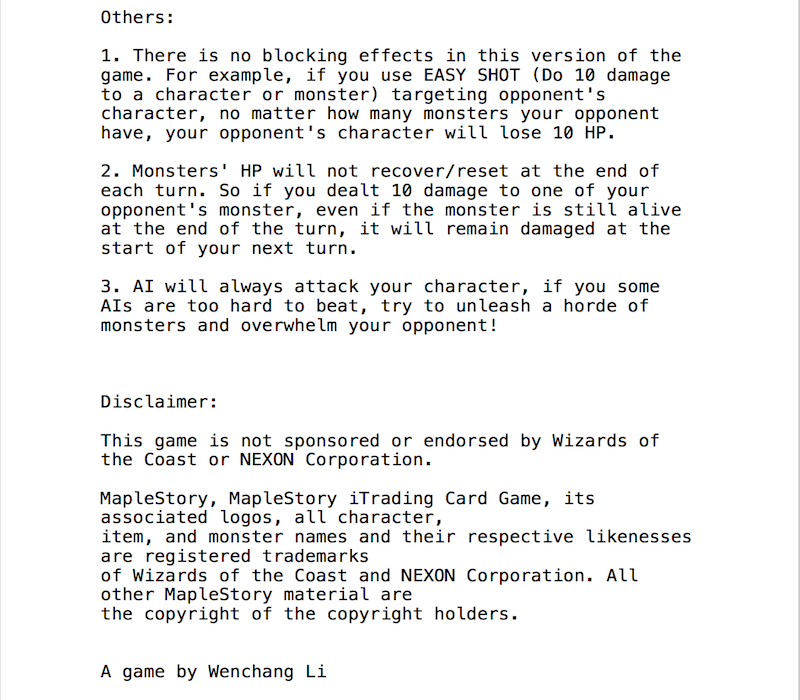 Others:
1. There is no blocking effects in this version of the
game. For example, if you use EASY SHOT (Do 10 damage
to a character or monster) targeting opponent's
character, no matter how many monsters your opponent
have, your opponent's character will lose 10 HP.
2. Monsters' HP will not recover/reset at the end of
each turn. So if you dealt 10 damage to one of your
opponent's monster, even if the monster is still alive
at the end of the turn, it will remain damaged at the
start of your next turn.
3. AI will always attack your character, if you some
AIs are too hard to beat, try to unleash a horde of
monsters and overwhelm your opponent!
Disclaimer:
This game is not sponsored or endorsed by Wizards of
the Coast or NEXON Corporation.
MapleStory, MapleStory iTrading Card Game, its
associated logos, all character,
item, and monster names and their respective likenesses
are registered trademarks
of Wizards of the Coast and NEXON Corporation. All
other MapleStory material are
the copyright of the copyright holders.
A game by Wenchang Li